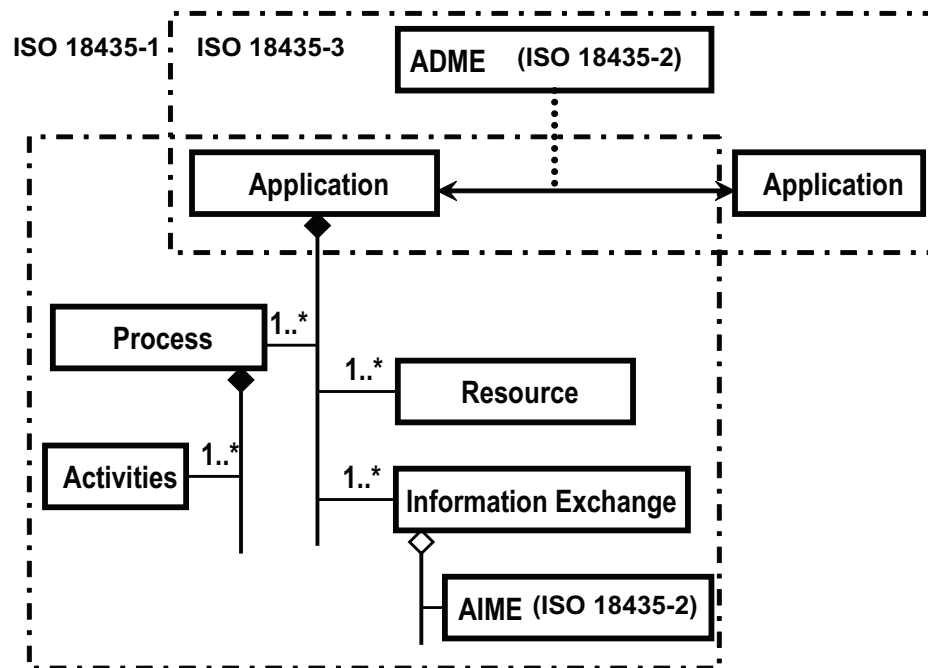 ISO 18435-1
ISO 18435-3
ADME (ISO 18435-2)
Application
Application
1..*
Process
1..*
Resource
1..*
Activities
1..*
Information Exchange
AIME (ISO 18435-2)